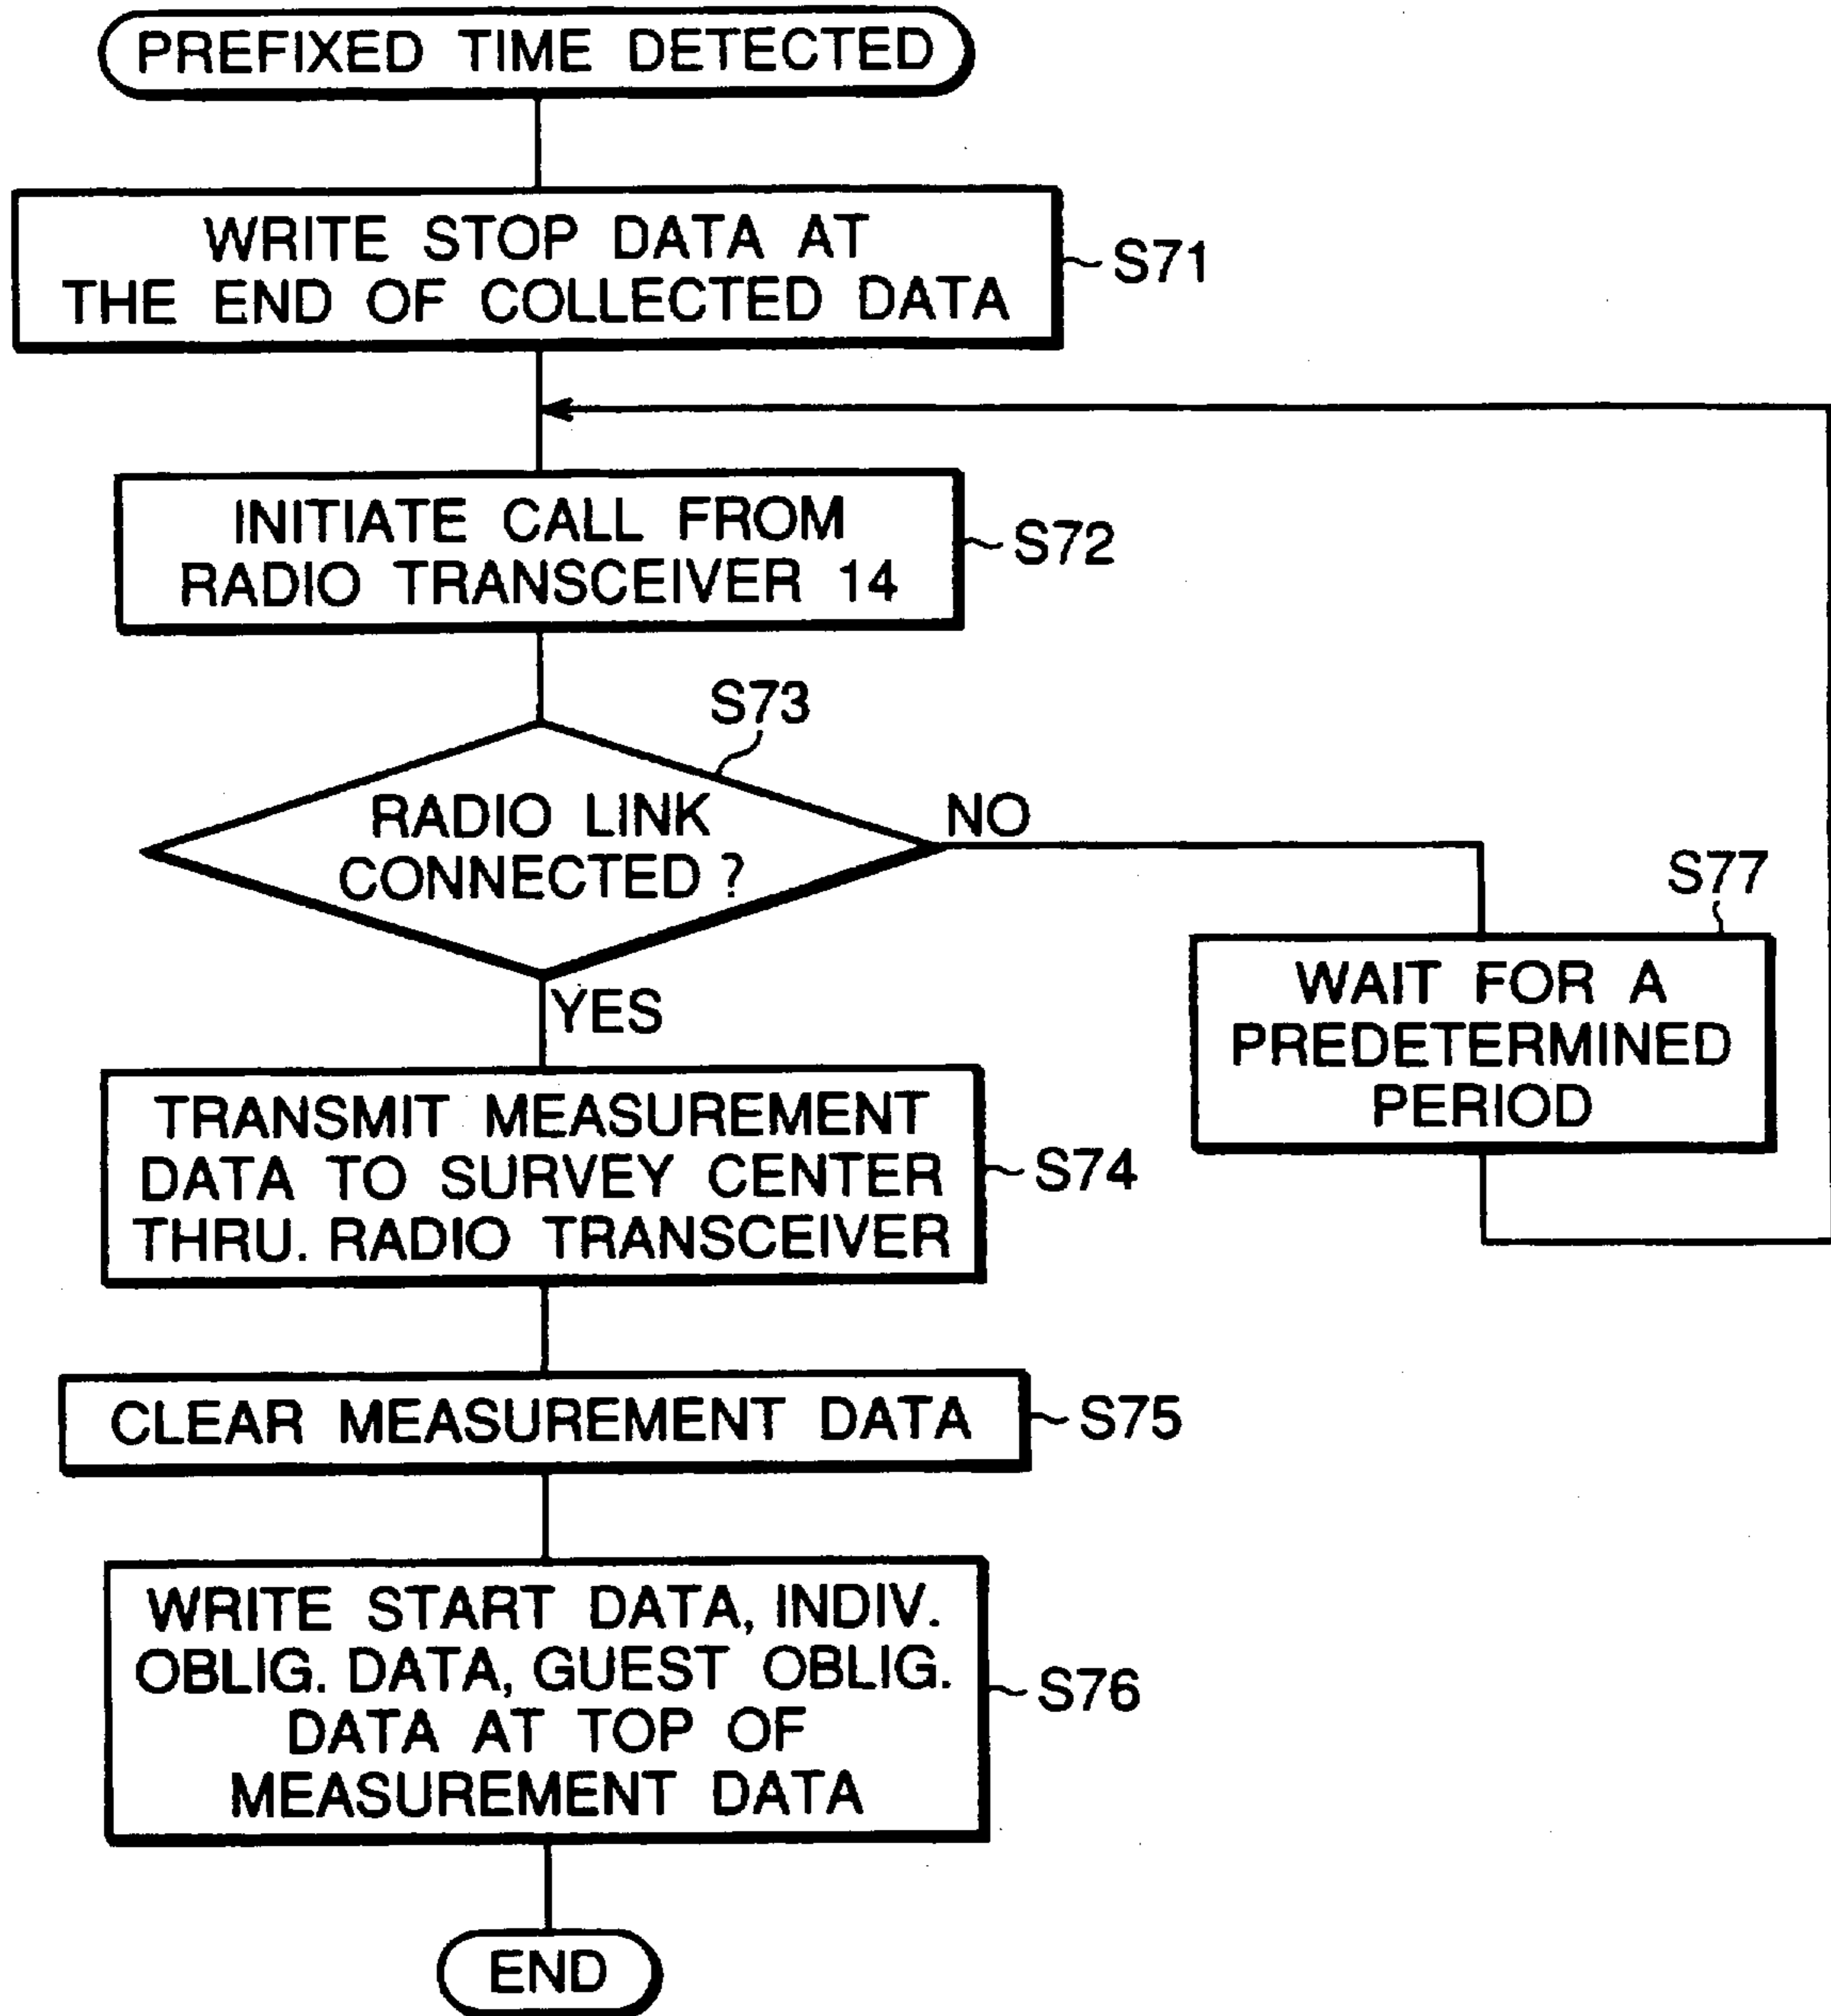 PREFIXED TIME DETECTED
WRITE STOP DATA AT
THE END OF COLLECTED DATA
S71
INITIATE CALL FROM
RADIO TRANSCEIVER 14
S72
S73
RADIO LINK
CONNECTED ?
NO
YES
S77
WAIT FOR A
PREDETERMINED
PERIOD
TRANSMIT MEASUREMENT
DATA TO SURVEY CENTER
THRU. RADIO TRANSCEIVER
S74
CLEAR MEASUREMENT DATA
S75
WRITE START DATA, INDIV.
OBLIG. DATA, GUEST OBLIG.
DATA AT TOP OF
MEASUREMENT DATA
S76
END